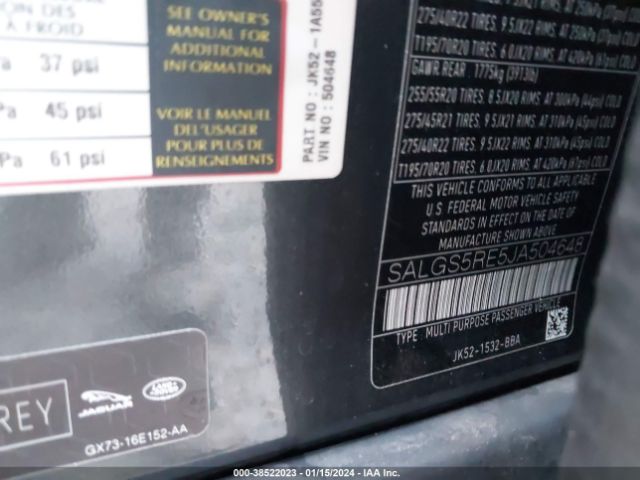 ION DES
À FROID
37 psi
Pa 45 psi
Pa 61 psi
SEE OWNER'S
MANUAL FOR
ADDITIONAL
INFORMATION
VOIR LE MANUEL
DE L'USAGER
POUR PLUS DE
RENSEIGNEMENTS
PART NO : JK52 - 1A55
VIN NO : 504648
275/40R22 TIRES, 9.5JX22 RIMS,
T195/70R20 TIRES, 6.0JX20 RIMS, AT 420kPa (61psi) COLD
GAWR REAR : 1775kg (3913lb)
255/55R20 TIRES, 8.5JX20 RIMS, AT 300kPa (44psi) COLD
275/45R21 TIRES, 9.5JX21 RIMS, AT 310kPa (45psi) COLD
275/40R22 TIRES, 9.5JX22 RIMS, AT 310kPa (45psi) COLD
T195/70R20 TIRES, 6.0JX20 RIMS, AT 420kPa (61psi) COLD
THIS VEHICLE CONFORMS TO ALL APPLICABLE
U.S. FEDERAL MOTOR VEHICLE SAFETY
STANDARDS IN EFFECT ON THE DATE OF
MANUFACTURE SHOWN ABOVE.
SALGS5RE5JA504648
TYPE : MULTI PURPOSE PASSENGER VEHICLE
JK52-1532-BBA
REY
JAGUAR
LAND ROVER
GX73-16E152-AA
000-38522023 - 01/15/2024 - IAA Inc.